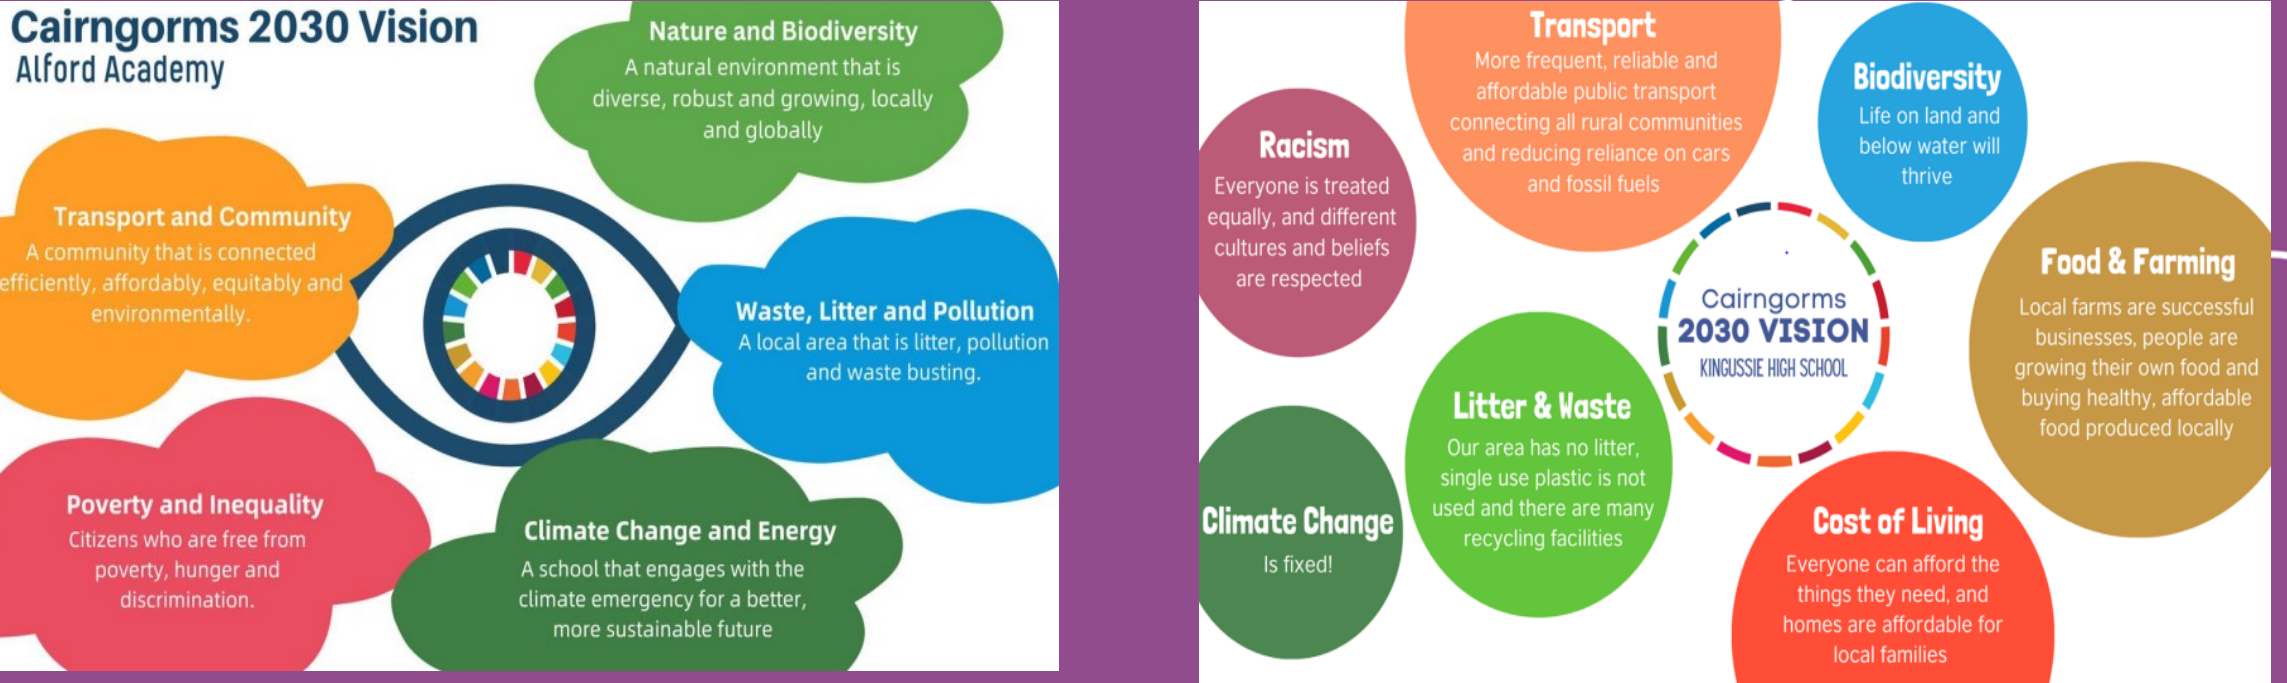 Cairngorms 2030 Vision
Alford Academy
Nature and Biodiversity
A natural environment that is
diverse, robust and growing, locally
and globally
Transport and Community
A community that is connected
efficiently, affordably, equitably and
environmentally.
Waste, Litter and Pollution
A local area that is litter, pollution
and waste busting.
Poverty and Inequality
Citizens who are free from
poverty, hunger and
discrimination.
Climate Change and Energy
A school that engages with the
climate emergency for a better,
more sustainable future
Transport
More frequent, reliable and
affordable public transport
connecting all rural communities
and reducing reliance on cars
and fossil fuels
Biodiversity
Life on land and
below water will
thrive
Racism
Everyone is treated
equally, and different
cultures and beliefs
are respected
Food & Farming
Local farms are successful
businesses, people are
growing their own food and
buying healthy, affordable
food produced locally
Cairngorms
2030 VISION
KINGUSSIE HIGH SCHOOL
Litter & Waste
Our area has no litter,
single use plastic is not
used and there are many
recycling facilities
Climate Change
Is fixed!
Cost of Living
Everyone can afford the
things they need, and
homes are affordable for
local families